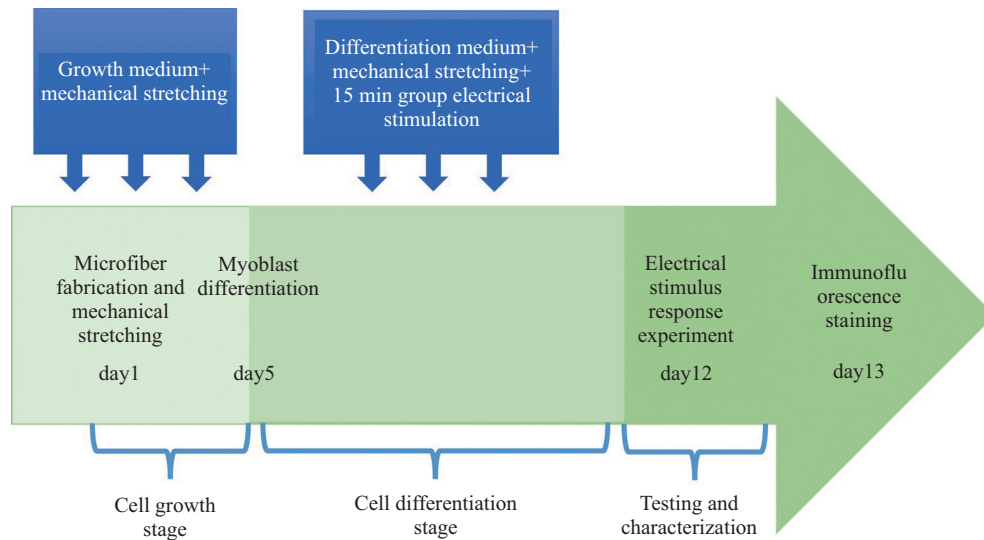 Growth medium+
mechanical stretching
Differentiation medium+
mechanical stretching+
15 min group electrical
stimulation
Microfiber
fabrication and
mechanical
stretching
day1
Myoblast
differentiation
day5
Electrical
stimulus
response
experiment
day12
Immunoflu
orescence
staining
day13
Cell growth
stage
Cell differentiation
stage
Testing and
characterization